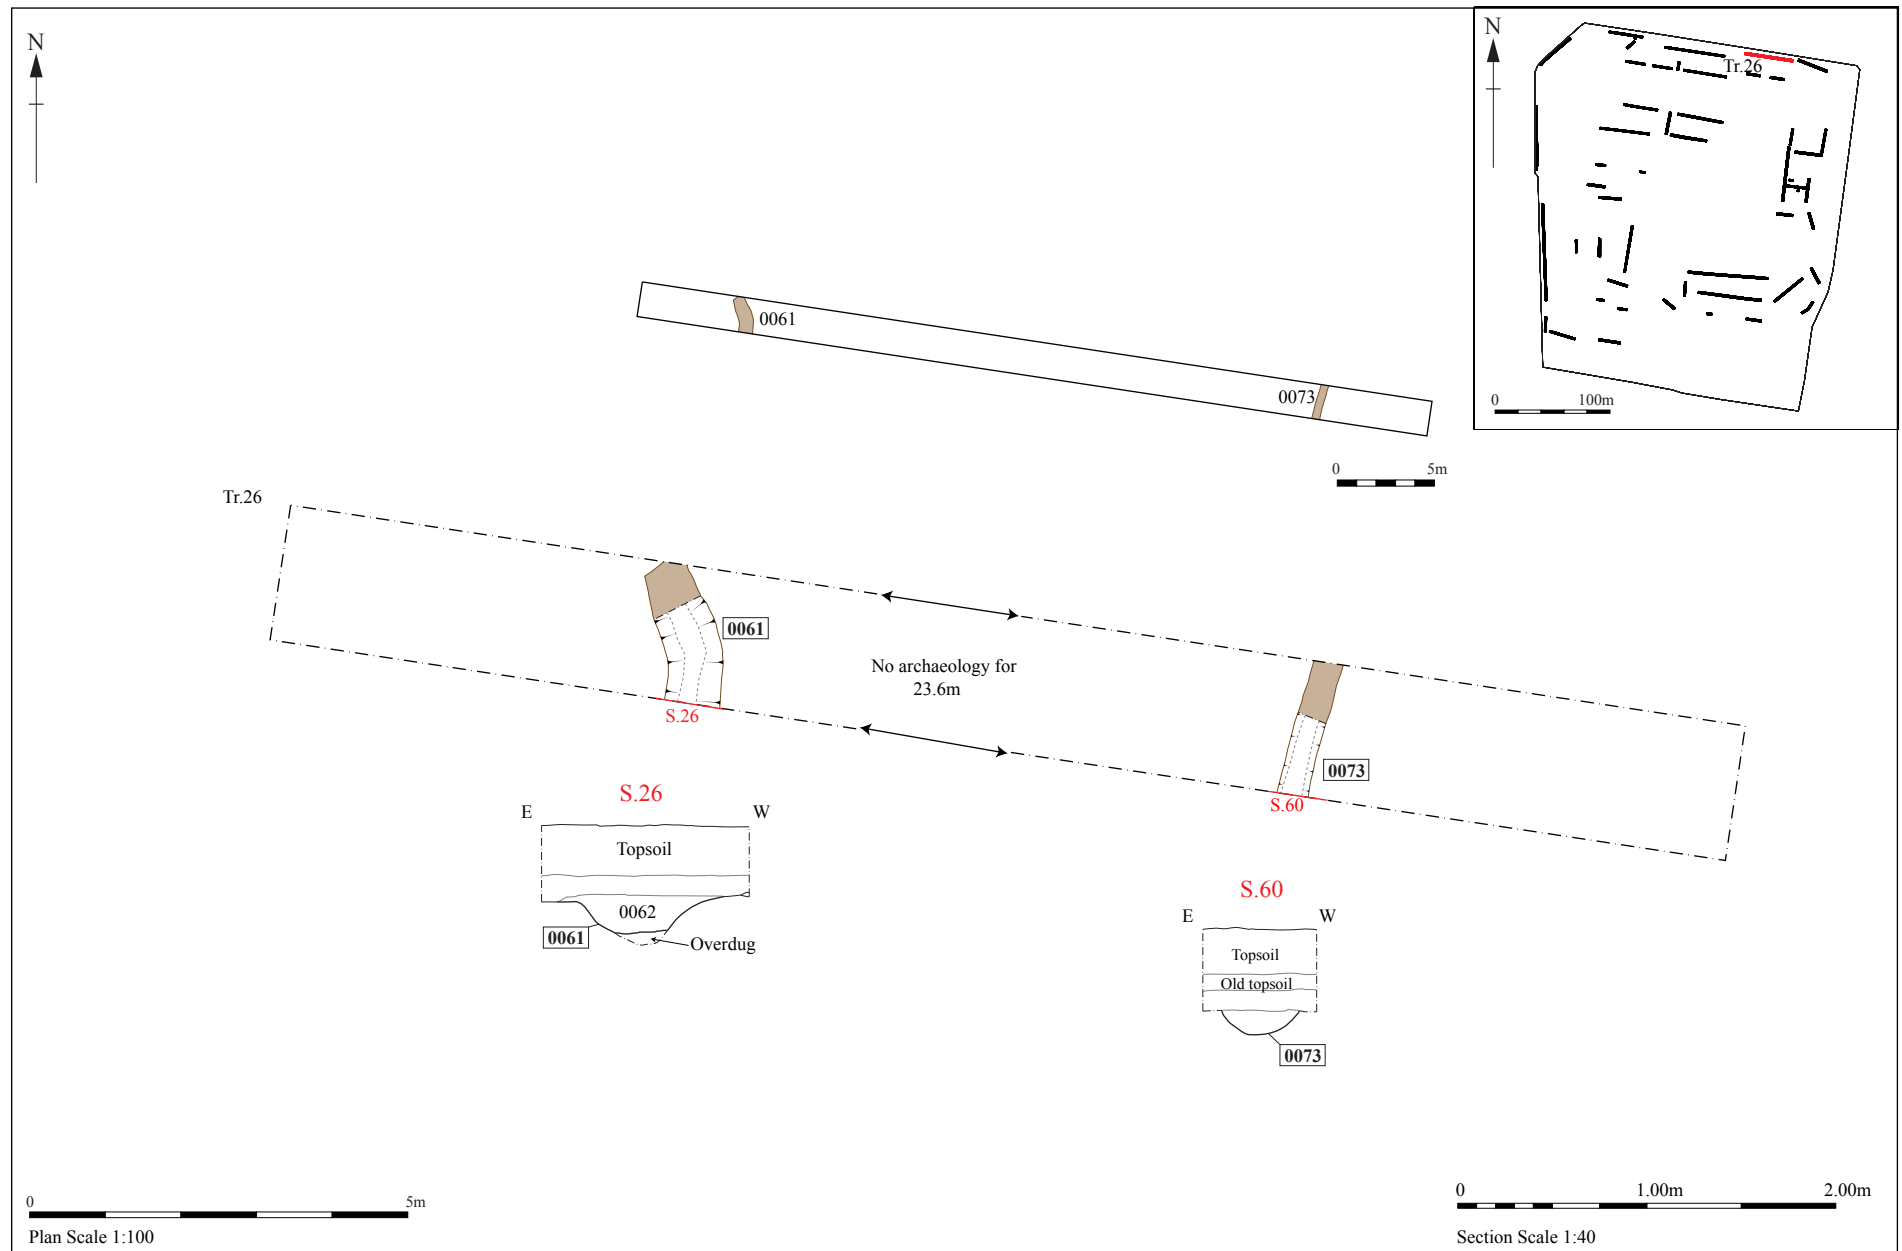 N
N
Tr.26
0 100m
0061
0073
0 5m
Tr.26
0061
No archaeology for
23.6m
S.26
0073
S.60
S.26
E W
Topsoil
0062
0061
Overdug
S.60
E W
Topsoil
Old topsoil
0073
0 5m
Plan Scale 1:100
0 1.00m 2.00m
Section Scale 1:40